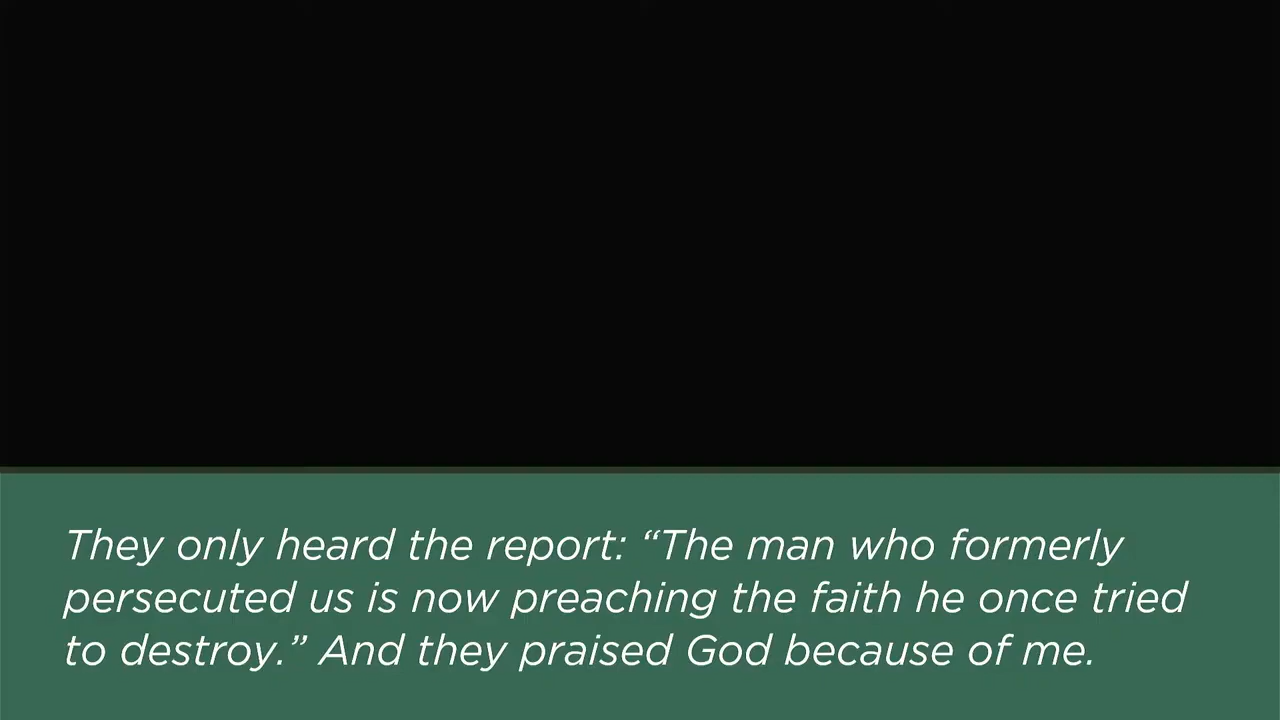 They only heard the report: “The man who formerly
persecuted us is now preaching the faith he once tried
to destroy.” And they praised God because of me.